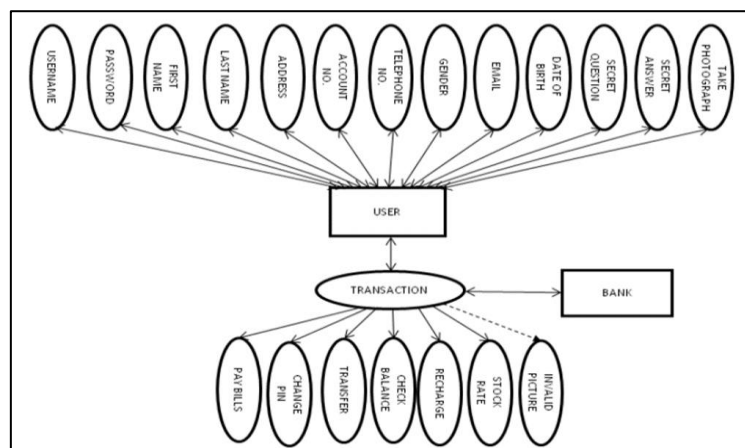 USERNAME
PASSWORD
FIRST
NAME
LAST NAME
ADDRESS
ACCOUNT
NO.
TELEPHONE
NO.
GENDER
EMAIL
DATE OF
BIRTH
SECRET
QUESTION
SECRET
ANSWER
TAKE
PHOTOGRAPH
USER
TRANSACTION
BANK
PAY BILLS
CHANGE
PIN
TRANSFER
CHECK
BALANCE
RECHARGE
STOCK
RATE
INVALID
PICTURE